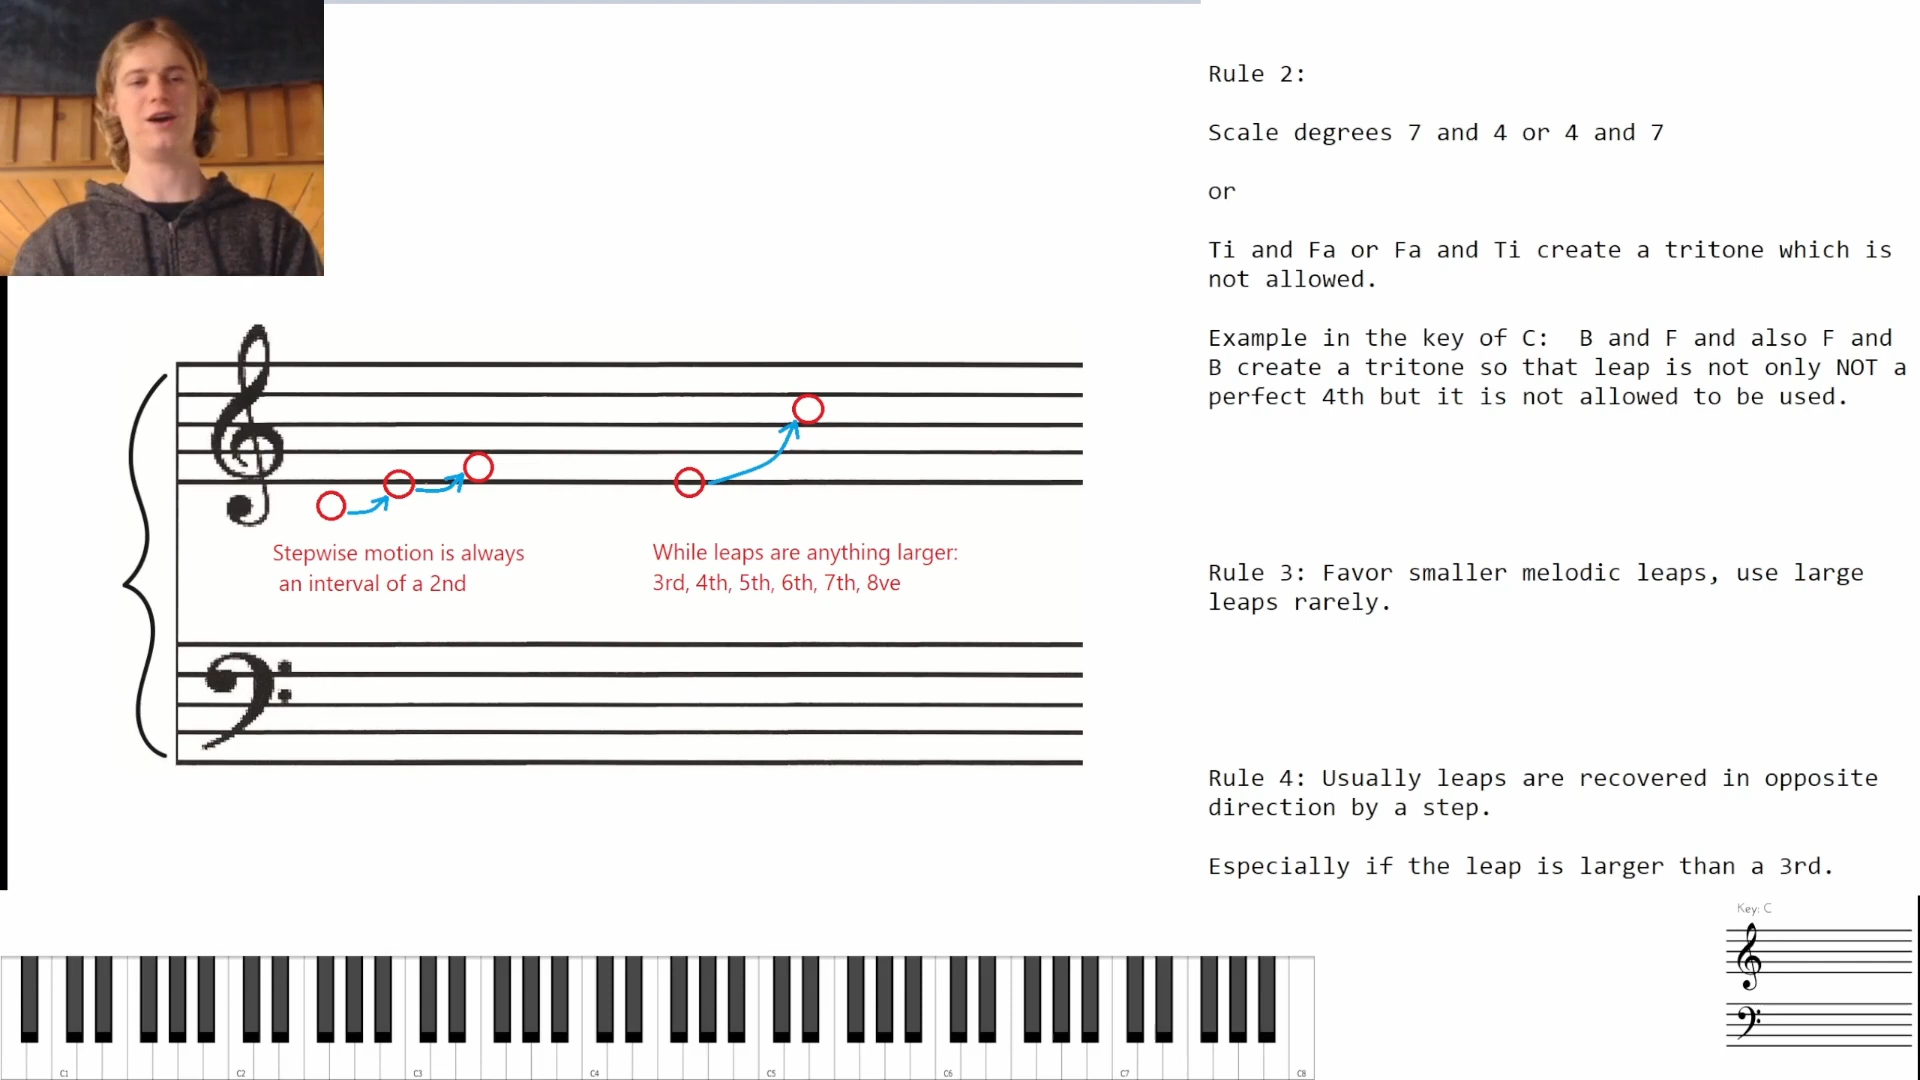 Rule 2:
Scale degrees 7 and 4 or 4 and 7
or
Ti and Fa or Fa and Ti create a tritone which is
not allowed.
Example in the key of C:  B and F and also F and
B create a tritone so that leap is not only NOT a
perfect 4th but it is not allowed to be used.
Stepwise motion is always
an interval of a 2nd
While leaps are anything larger:
3rd, 4th, 5th, 6th, 7th, 8ve
Rule 3: Favor smaller melodic leaps, use large
leaps rarely.
Rule 4: Usually leaps are recovered in opposite
direction by a step.
Especially if the leap is larger than a 3rd.
Key: C
C1 C2 C3 C4 C5 C6 C7 C8